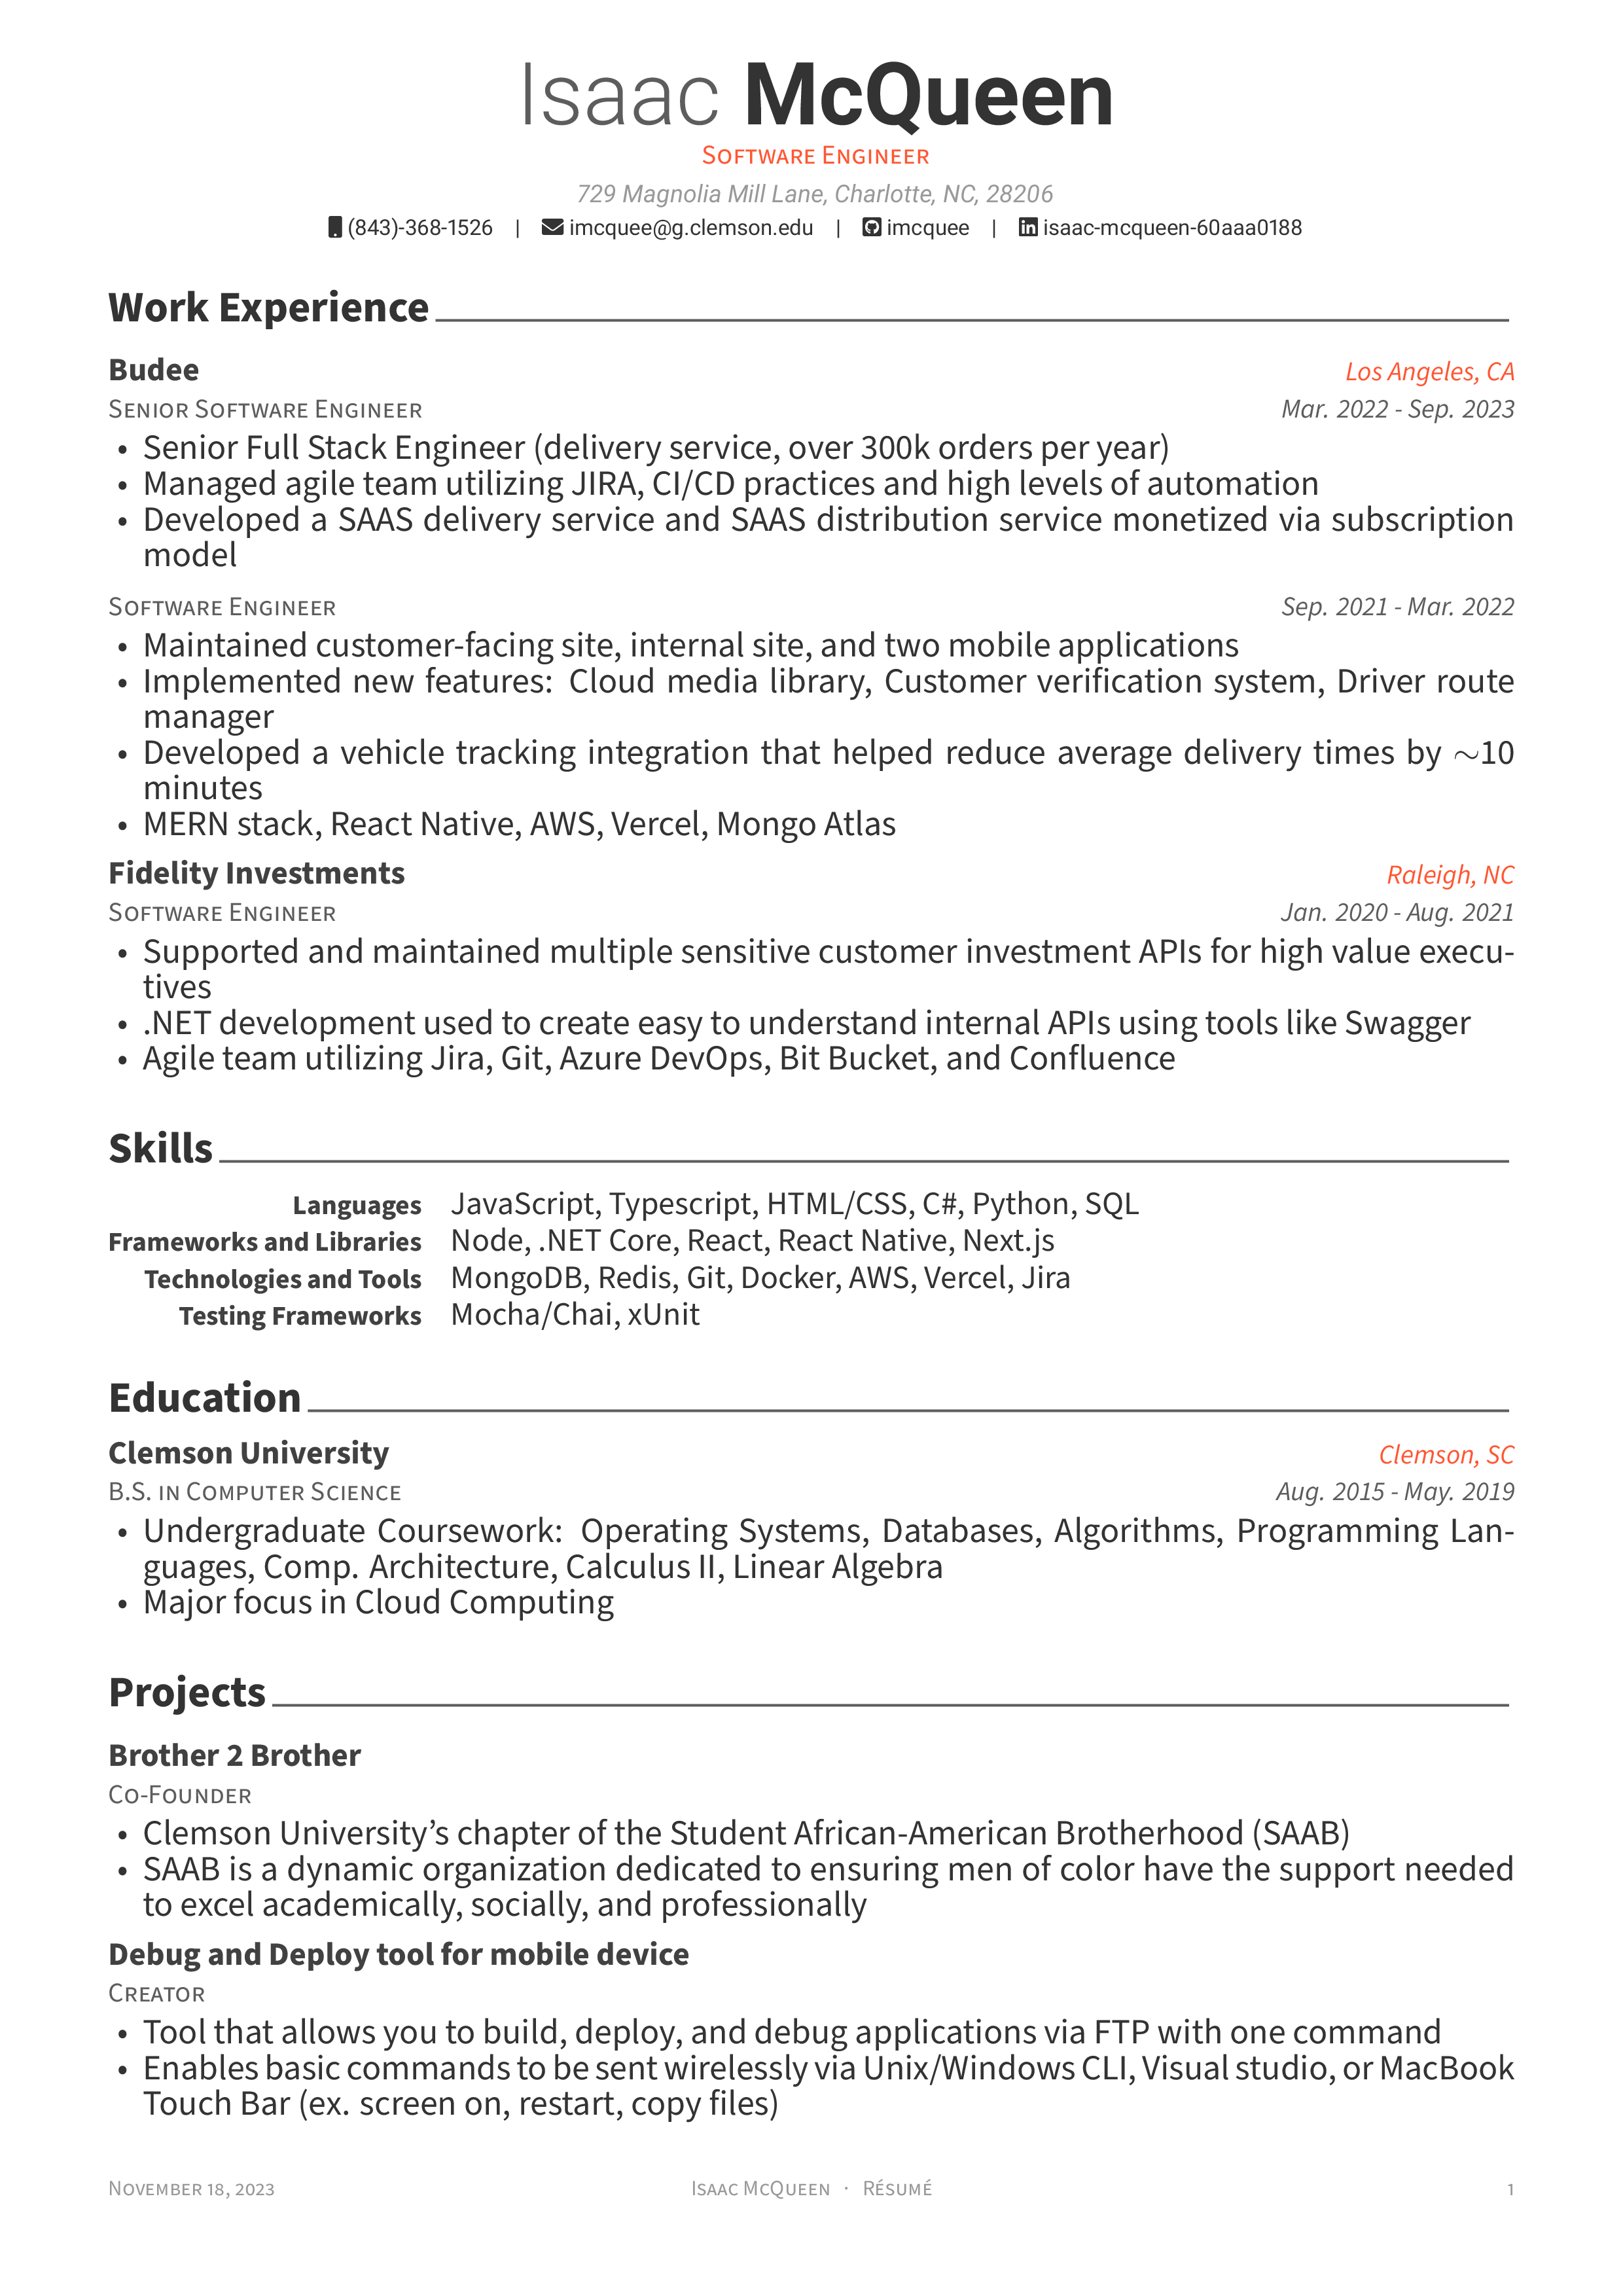 Isaac McQueen
Software Engineer
729 Magnolia Mill Lane, Charlotte, NC, 28206
(843)-368-1526 | imcquee@g.clemson.edu | imcquee | isaac-mcqueen-60aaa0188
Work Experience
Budee Los Angeles, CA
Senior Software Engineer Mar. 2022 - Sep. 2023
• Senior Full Stack Engineer (delivery service, over 300k orders per year)
• Managed agile team utilizing JIRA, CI/CD practices and high levels of automation
• Developed a SAAS delivery service and SAAS distribution service monetized via subscription
model
Software Engineer Sep. 2021 - Mar. 2022
• Maintained customer-facing site, internal site, and two mobile applications
• Implemented new features: Cloud media library, Customer verification system, Driver route
manager
• Developed a vehicle tracking integration that helped reduce average delivery times by ~10
minutes
• MERN stack, React Native, AWS, Vercel, Mongo Atlas
Fidelity Investments Raleigh, NC
Software Engineer Jan. 2020 - Aug. 2021
• Supported and maintained multiple sensitive customer investment APIs for high value execu-
tives
• .NET development used to create easy to understand internal APIs using tools like Swagger
• Agile team utilizing Jira, Git, Azure DevOps, Bit Bucket, and Confluence
Skills
Languages JavaScript, Typescript, HTML/CSS, C#, Python, SQL
Frameworks and Libraries Node, .NET Core, React, React Native, Next.js
Technologies and Tools MongoDB, Redis, Git, Docker, AWS, Vercel, Jira
Testing Frameworks Mocha/Chai, xUnit
Education
Clemson University Clemson, SC
B.S. in Computer Science Aug. 2015 - May. 2019
• Undergraduate Coursework: Operating Systems, Databases, Algorithms, Programming Lan-
guages, Comp. Architecture, Calculus II, Linear Algebra
• Major focus in Cloud Computing
Projects
Brother 2 Brother
Co-Founder
• Clemson University’s chapter of the Student African-American Brotherhood (SAAB)
• SAAB is a dynamic organization dedicated to ensuring men of color have the support needed
to excel academically, socially, and professionally
Debug and Deploy tool for mobile device
Creator
• Tool that allows you to build, deploy, and debug applications via FTP with one command
• Enables basic commands to be sent wirelessly via Unix/Windows CLI, Visual studio, or MacBook
Touch Bar (ex. screen on, restart, copy files)
November 18, 2023 Isaac McQueen · Résumé 1